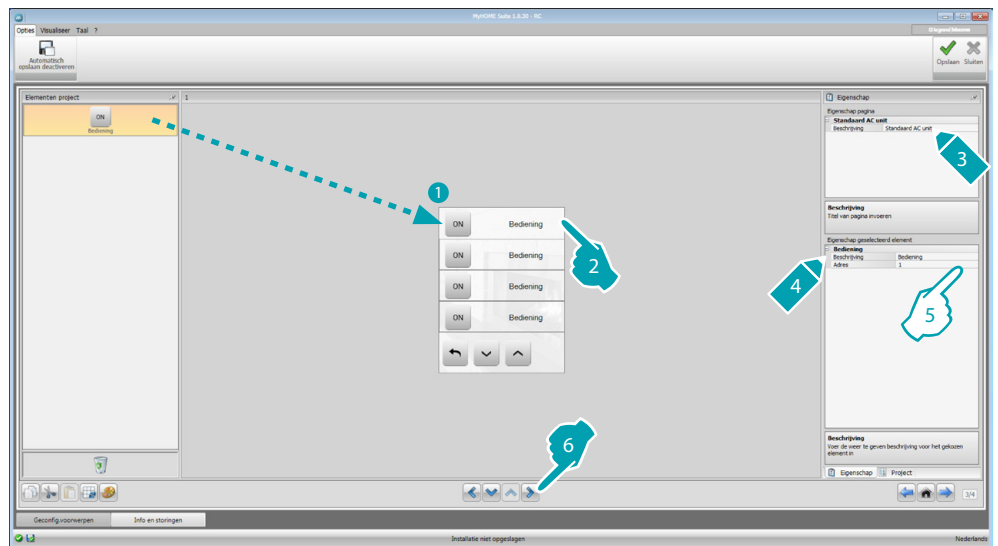 MyHOME Suite 1.0.30 - RC
Opties Visualiseer Taal ?
Automatisch
opslaan deactiveren
Opslaan Sluiten
Elementen project
1
Eigenschap
ON
Bediening
Eigenschap pagina
Standaard AC unit
Beschrijving Standaard AC unit
3
1
Beschrijving
Titel van pagina invoeren
ON Bediening
2
Eigenschap geselecteerd element
Bediening
Beschrijving Bediening
Adres 1
ON Bediening
4
5
ON Bediening
ON Bediening
6
Beschrijving
Voer de weer te geven beschrijving voor het gekozen
element in
Eigenschap Project
3/4
Geconfig.voorwerpen Info en storingen
Installatie niet opgeslagen
Nederlands